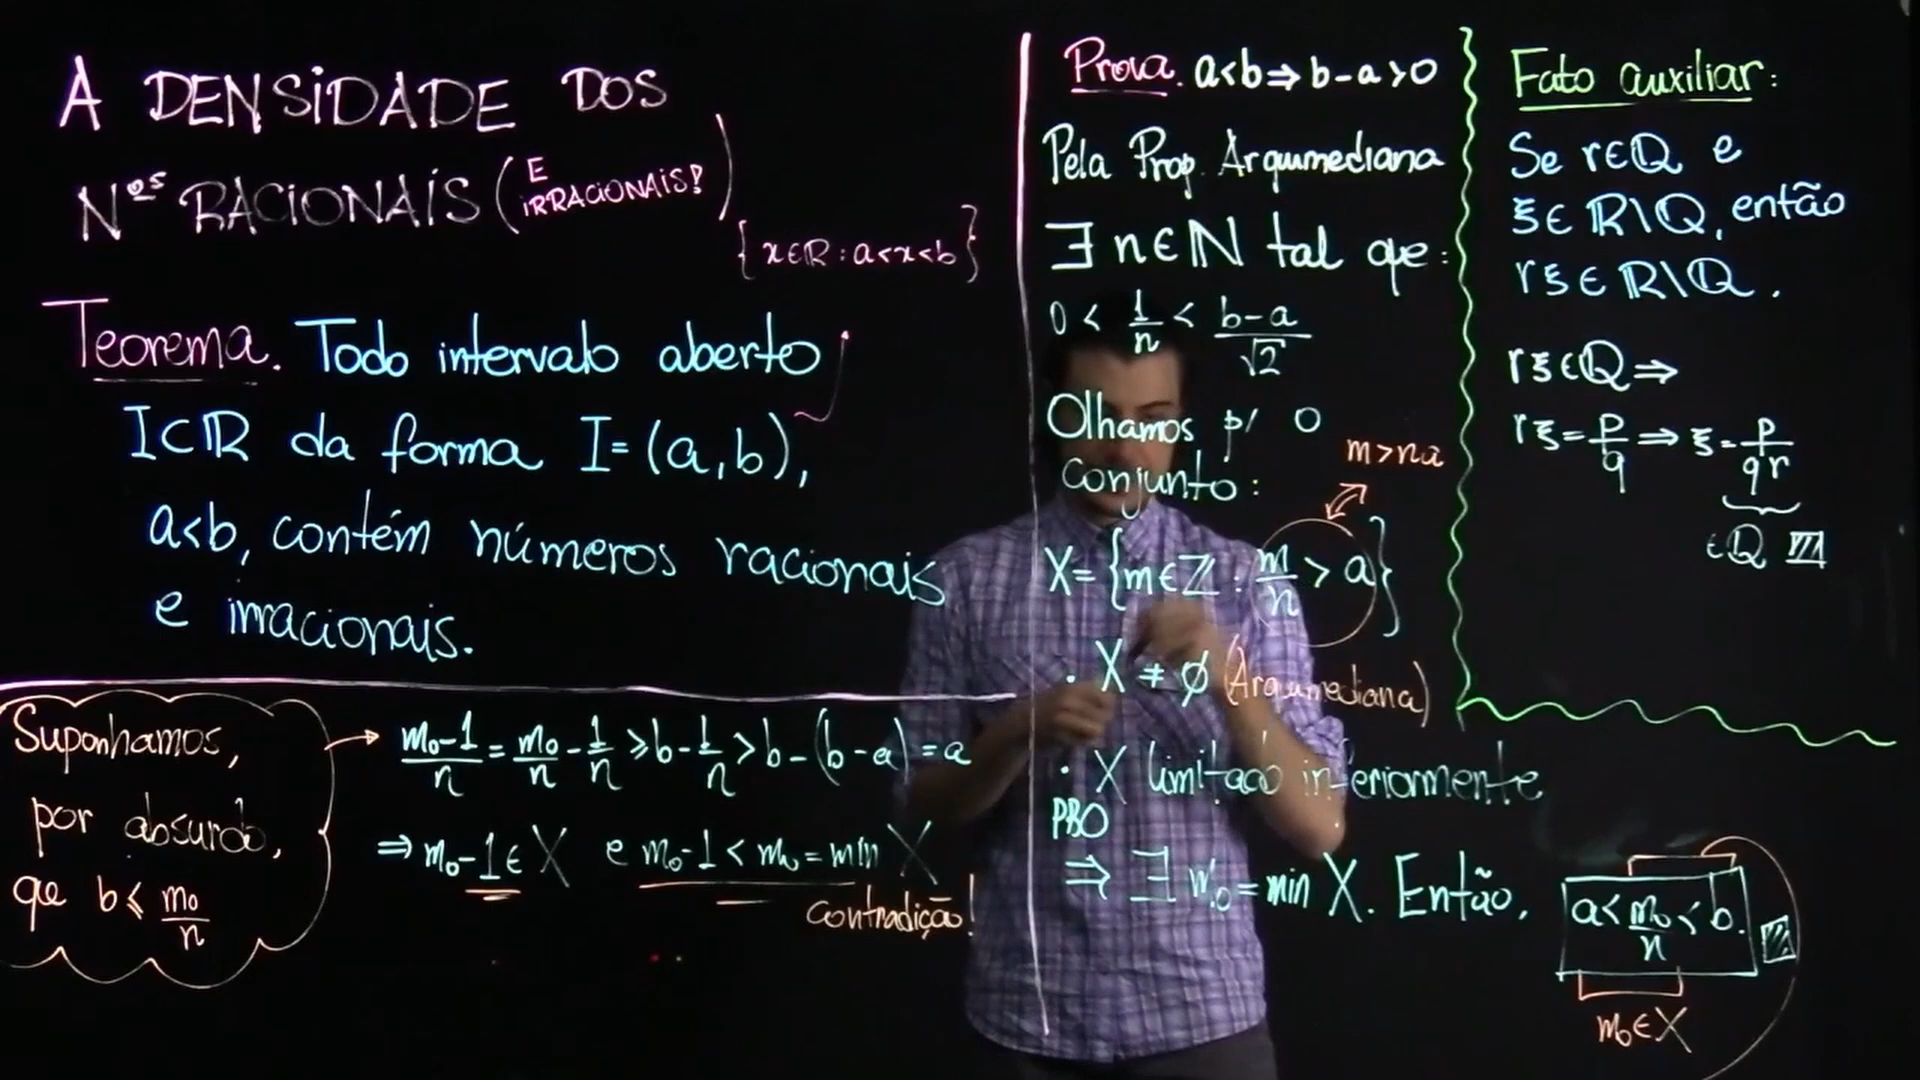 A DENSIDADE DOS
Nºs RACIONAIS (E IRRACIONAIS!)
{x∈ℝ : a<x<b}
Teorema. Todo intervalo aberto
I⊂ℝ da forma I=(a,b),
a<b, contém números racionais
e irracionais.
Suponhamos,
por absurdo,
que b ≤ m₀/n
→ (m₀-1)/n = m₀/n - 1/n ≥ b - 1/n > b - (b-a) = a
⇒ m₀-1 ∈ X e m₀-1 < m₀ = min X
Contradição!
Prova. a<b ⇒ b-a>0
Pela Prop. Arquimediana
∃ n∈ℕ tal que:
0 < 1/n < (b-a)/√2
Olhamos p/ o
conjunto:
m>na
X = {m∈ℤ : m/n > a}
• X ≠ ∅ (Arquimediana)
• X limitado inferiormente
PBO
⇒ ∃ m₀ = min X. Então,
a < m₀/n < b.
m₀∈X
Fato auxiliar:
Se r∈ℚ e
ξ∈ℝ\ℚ, então
rξ∈ℝ\ℚ.
rξ∈ℚ ⇒
rξ = p/q ⇒ ξ = p/qr
∈ℚ